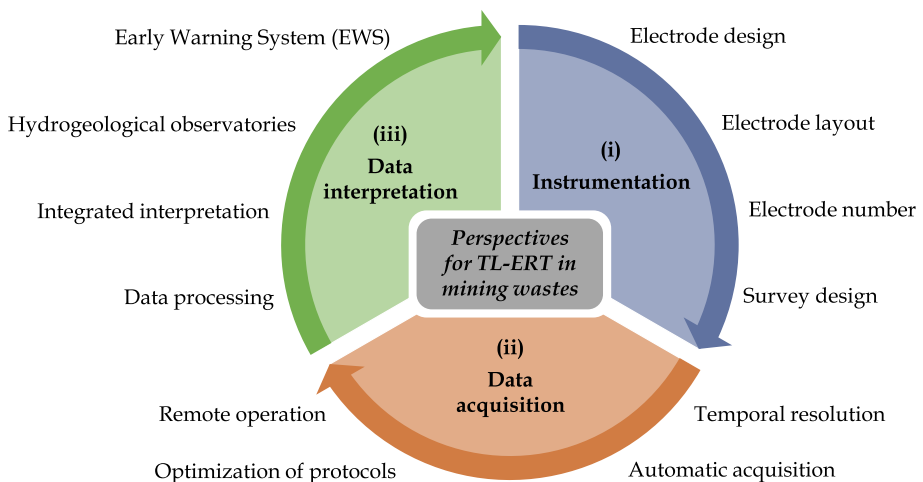 Early Warning System (EWS)
Hydrogeological observatories
Integrated interpretation
Data processing
(iii)
Data
interpretation
Electrode design
Electrode layout
Electrode number
Survey design
(i)
Instrumentation
Perspectives
for TL-ERT in
mining wastes
(ii)
Data
acquisition
Remote operation
Optimization of protocols
Temporal resolution
Automatic acquisition